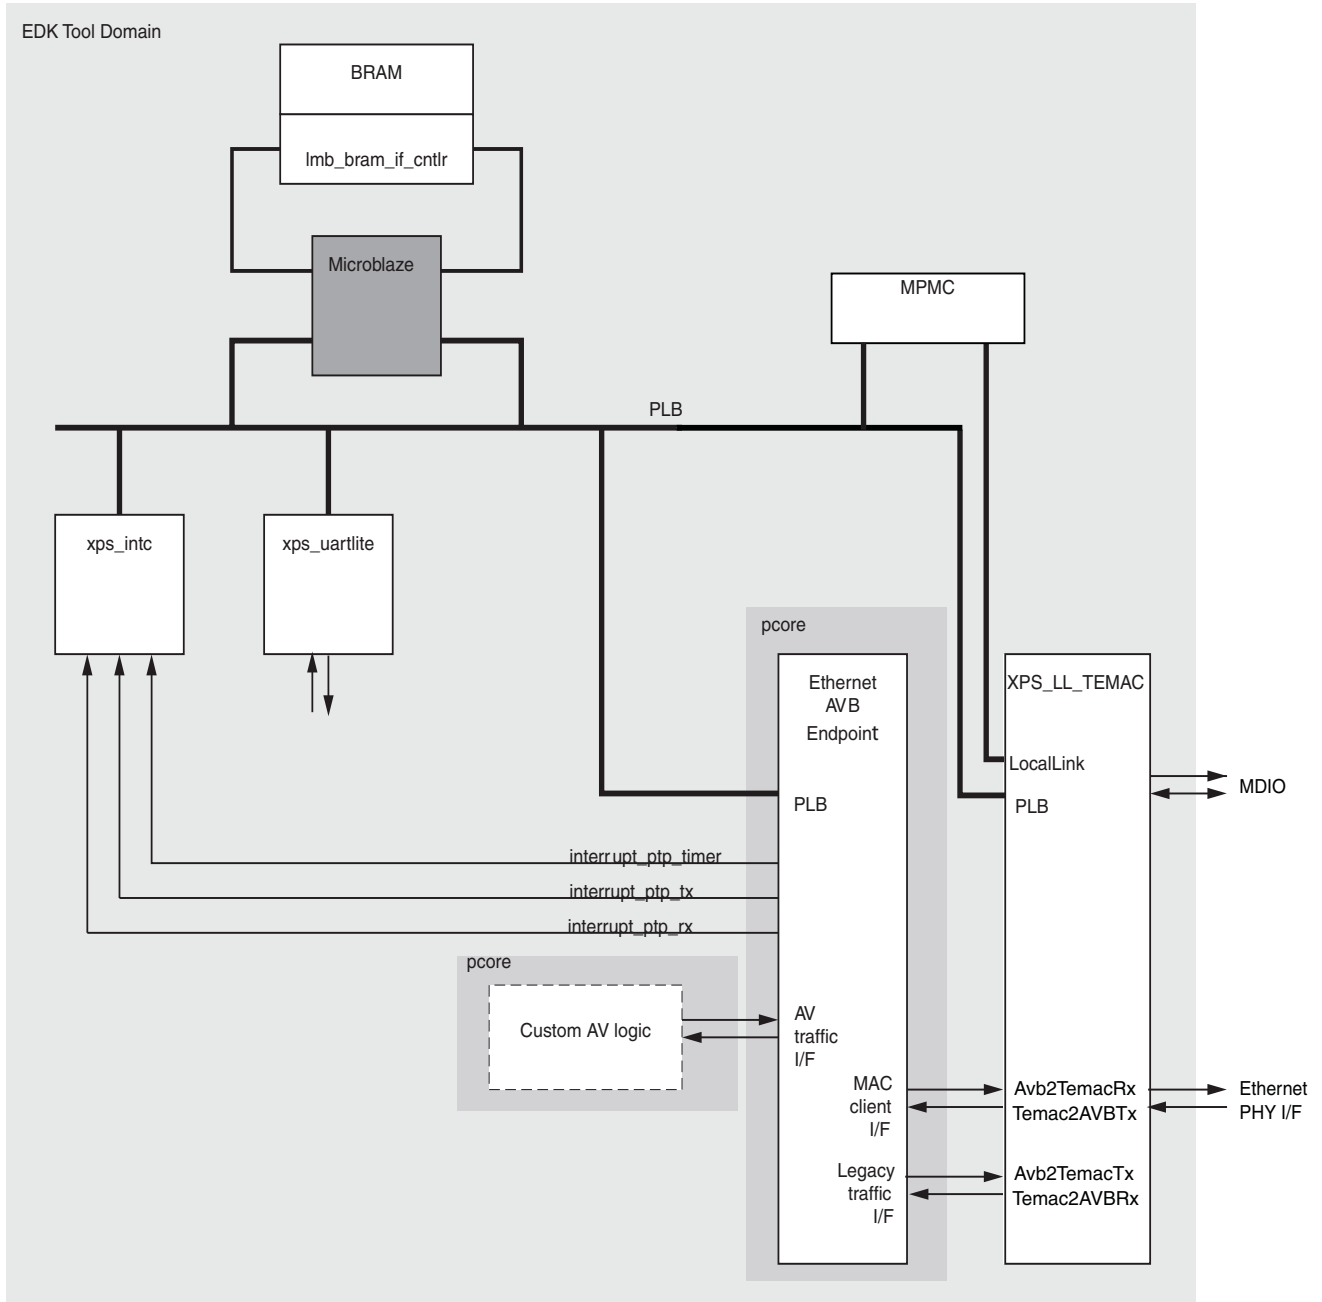 EDK Tool Domain
BRAM
lmb_bram_if_cntlr
Microblaze
MPMC
PLB
xps_intc
xps_uartlite
pcore
Ethernet
AVB
Endpoint
XPS_LL_TEMAC
LocalLink
MDIO
PLB
PLB
interrupt_ptp_timer
interrupt_ptp_tx
interrupt_ptp_rx
pcore
Custom AV logic
AV
traffic
I/F
MAC
client
I/F
Avb2TemacRx
Temac2AVBTx
Ethernet
PHY I/F
Legacy
traffic
I/F
Avb2TemacTx
Temac2AVBRx